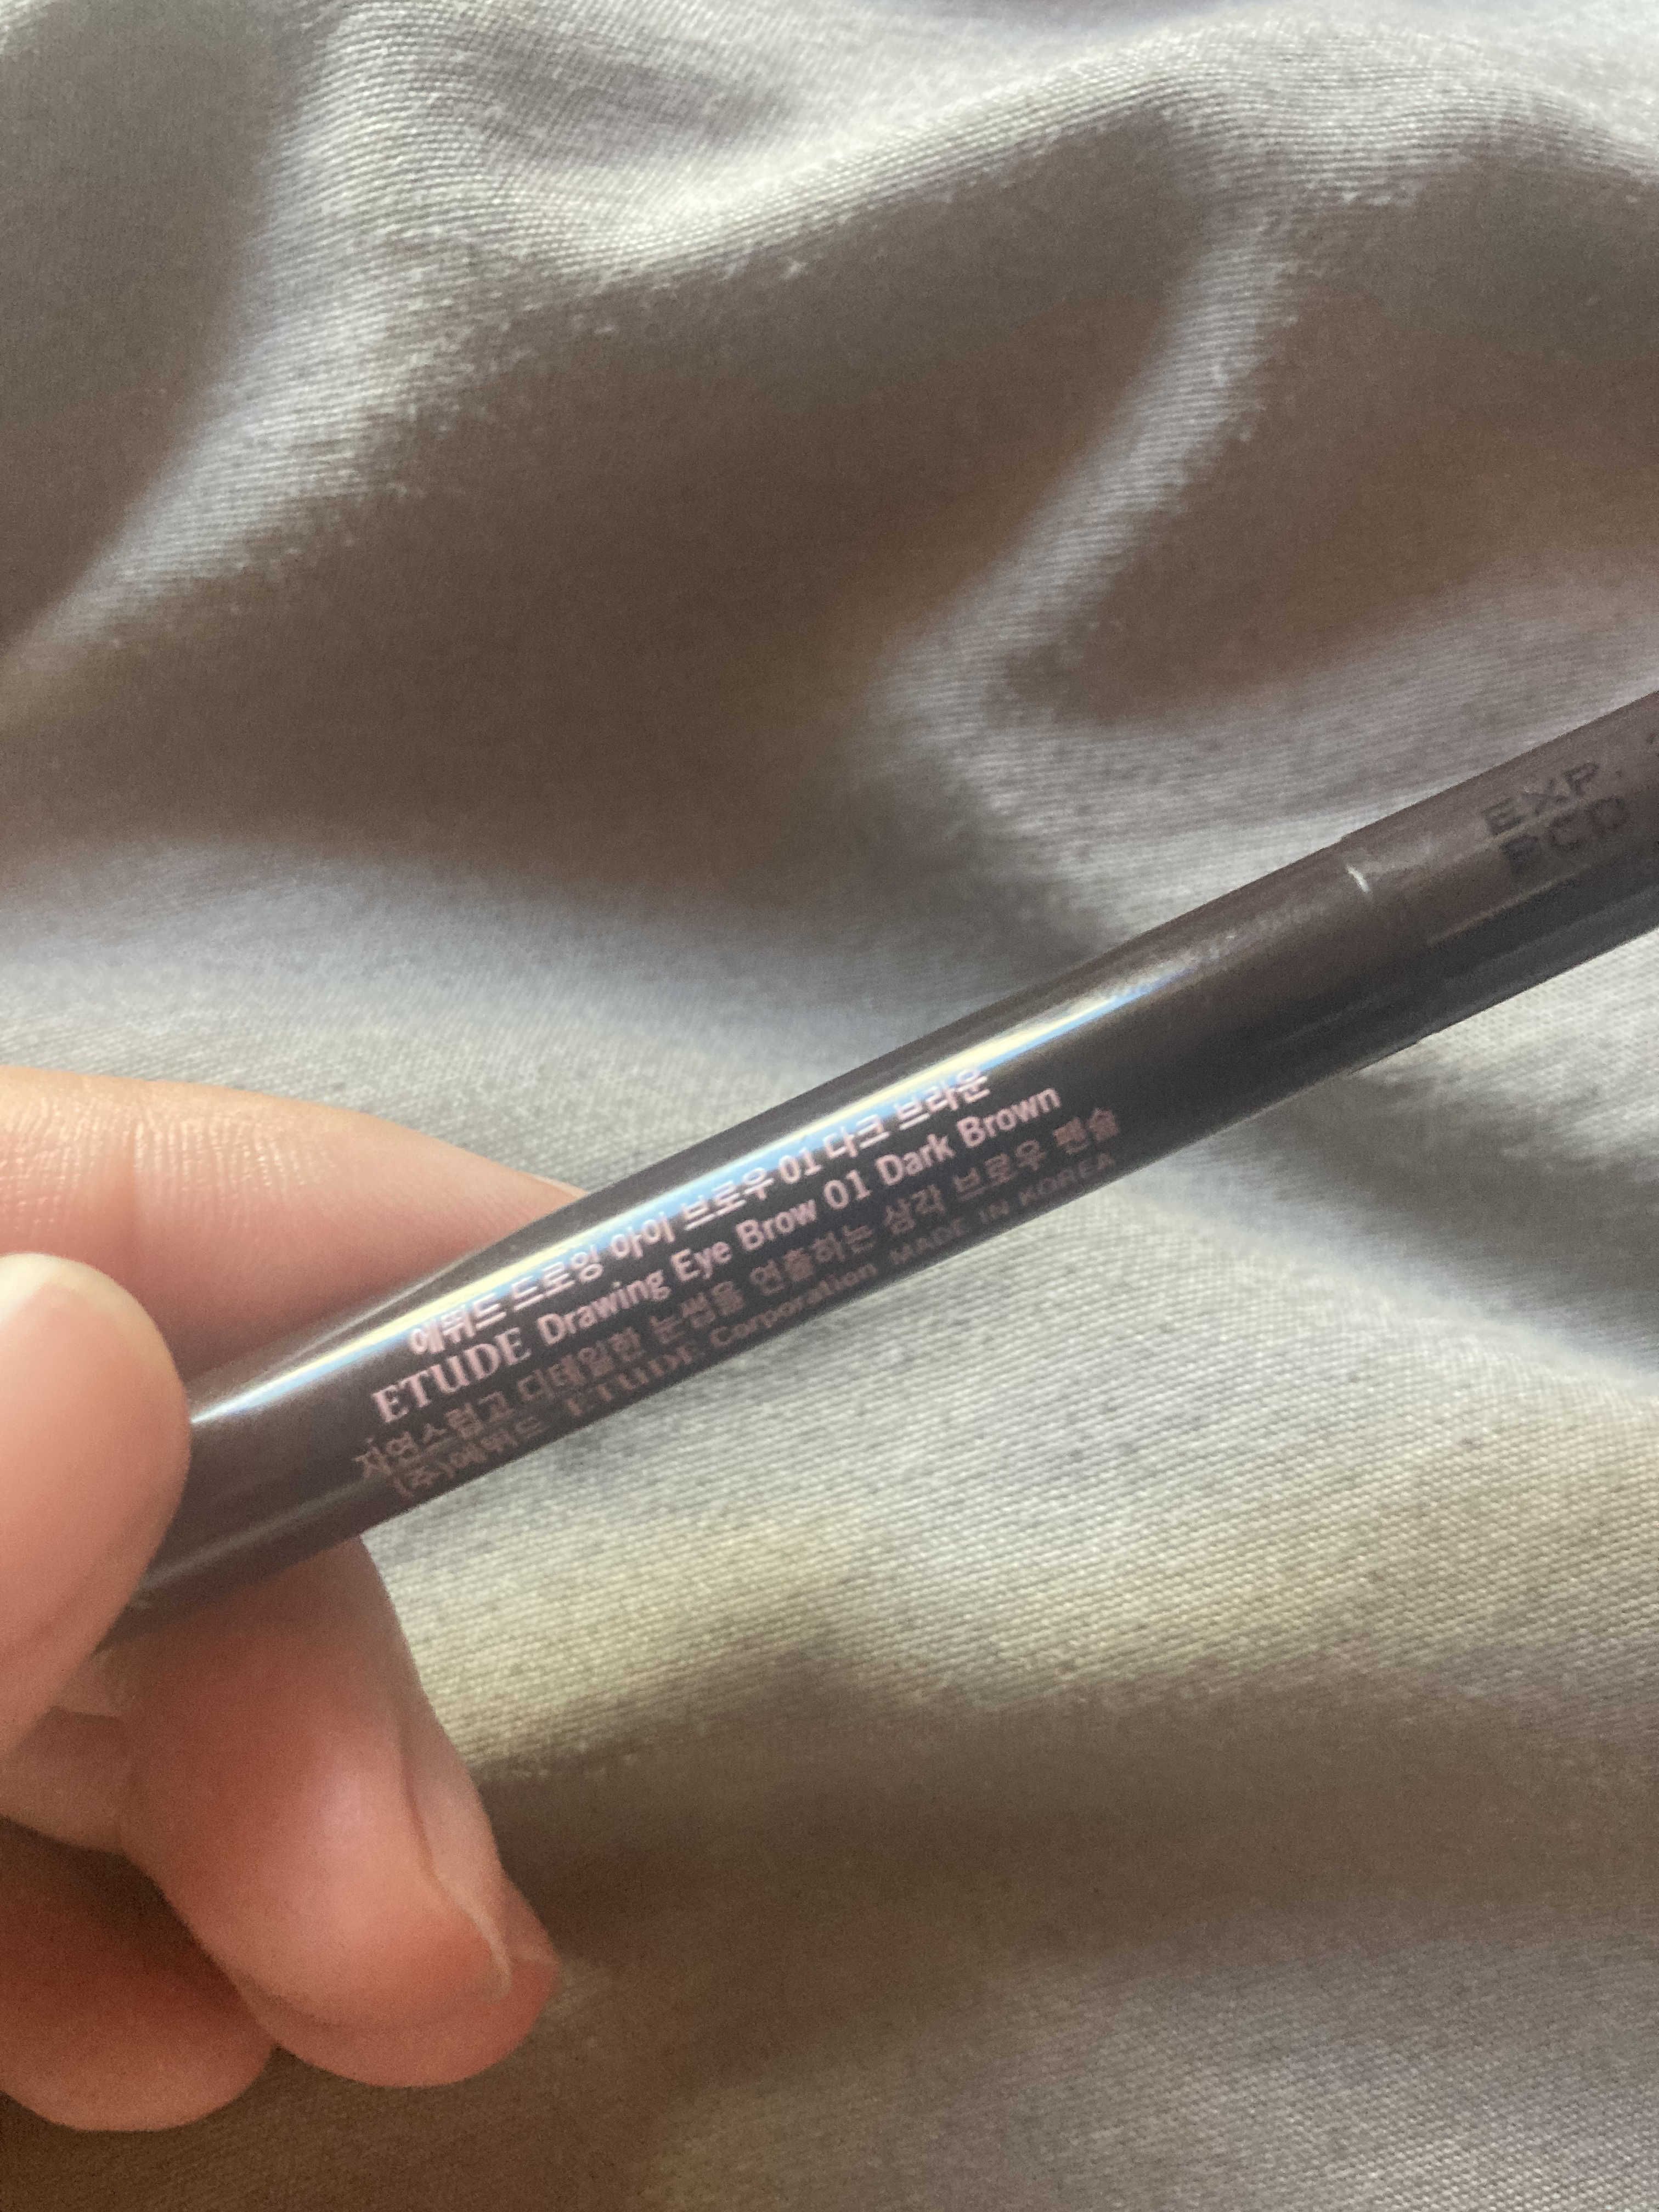 에뛰드 드로잉 아이 브로우 01 다크 브라운
ETUDE Drawing Eye Brow 01 Dark Brown
자연스럽고 디테일한 눈썹을 연출하는 삼각 브로우 펜슬
(주)에뛰드 ETUDE Corporation MADE IN KOREA
EXP.